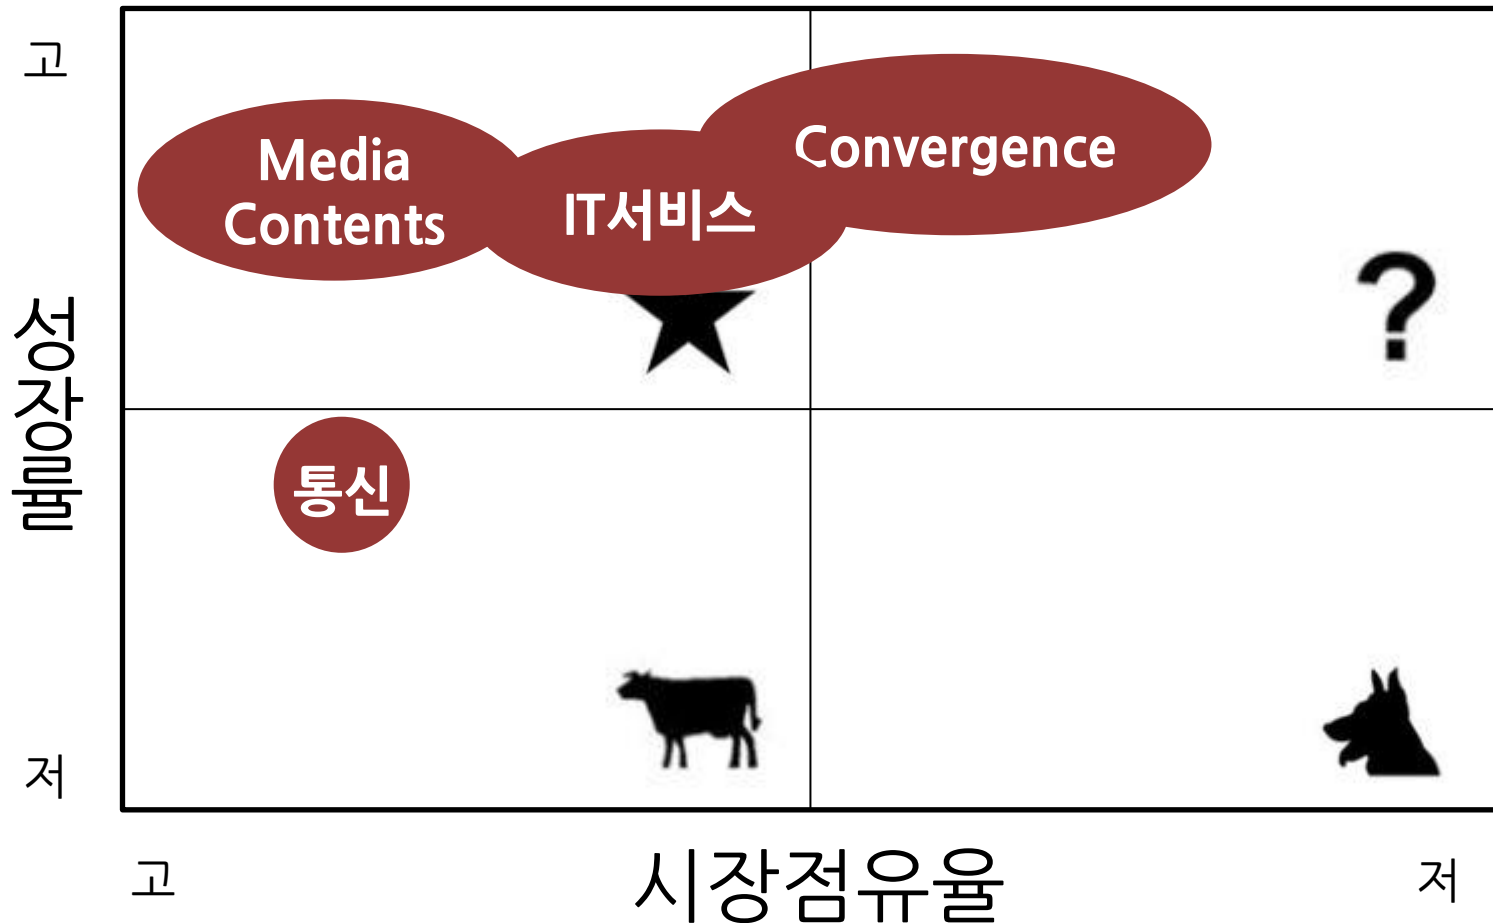 고
Media
Contents
IT서비스
Convergence
?
성장률
통신
저
고
시장점유율
저